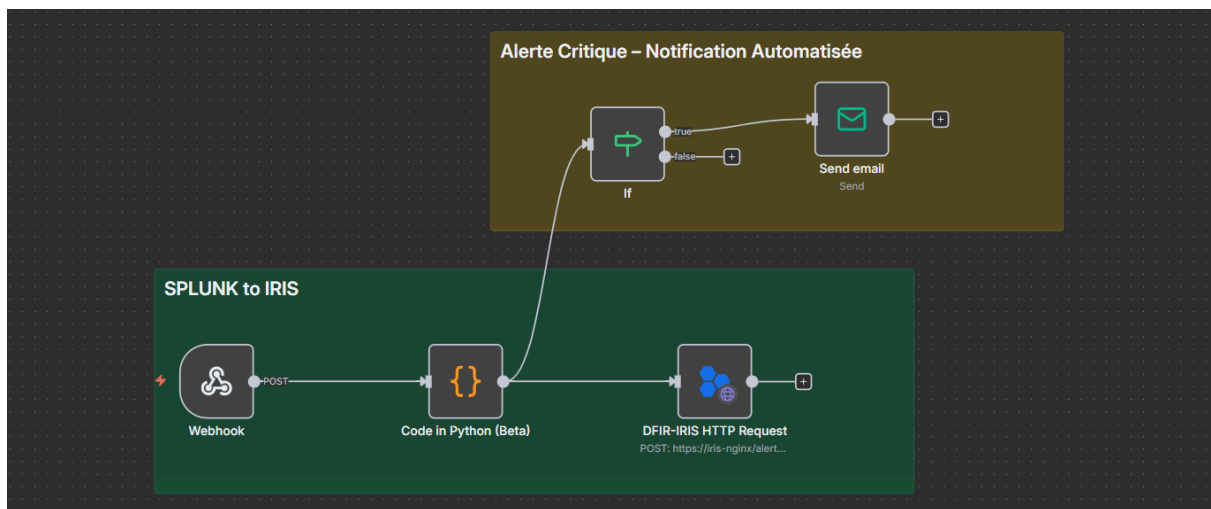 Alerte Critique – Notification Automatisée
true
false
If
Send email
Send
SPLUNK to IRIS
POST
Webhook
Code in Python (Beta)
DFIR-IRIS HTTP Request
POST: https://iris-nginx/alert...